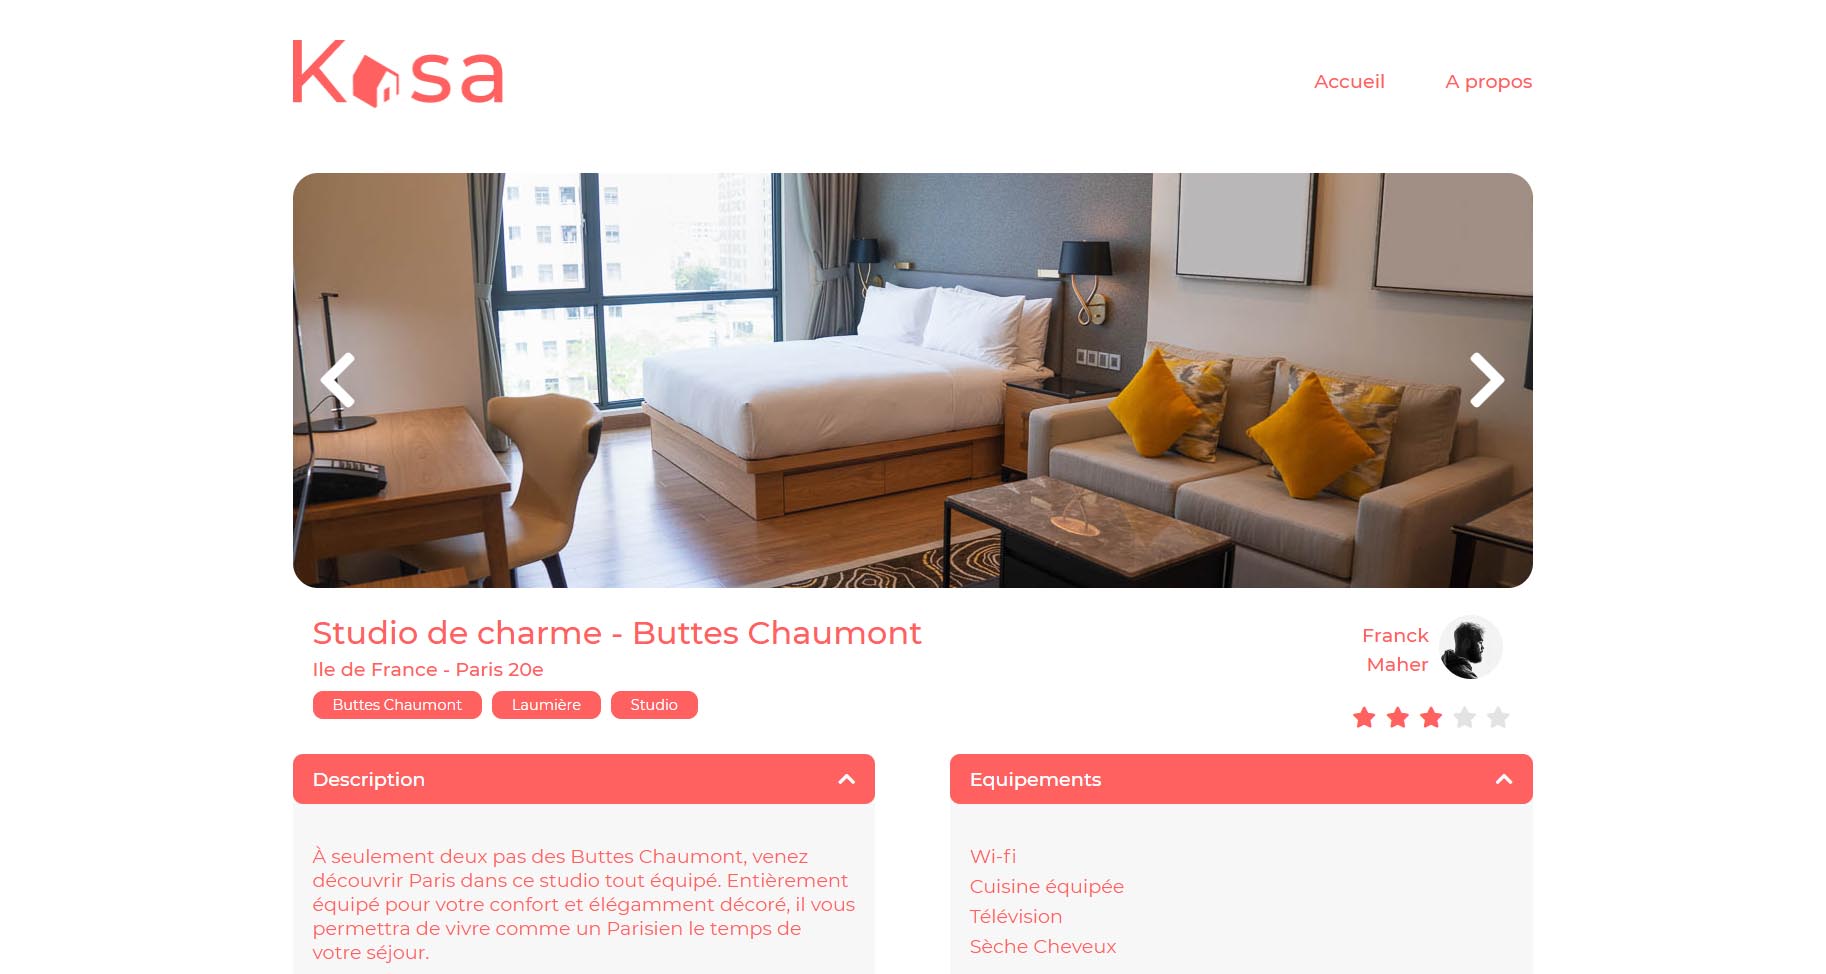 Kasa
Accueil
A propos
Studio de charme - Buttes Chaumont
Ile de France - Paris 20e
Buttes Chaumont
Laumière
Studio
Franck
Maher
Description
À seulement deux pas des Buttes Chaumont, venez
découvrir Paris dans ce studio tout équipé. Entièrement
équipé pour votre confort et élégamment décoré, il vous
permettra de vivre comme un Parisien le temps de
votre séjour.
Equipements
Wi-fi
Cuisine équipée
Télévision
Sèche Cheveux